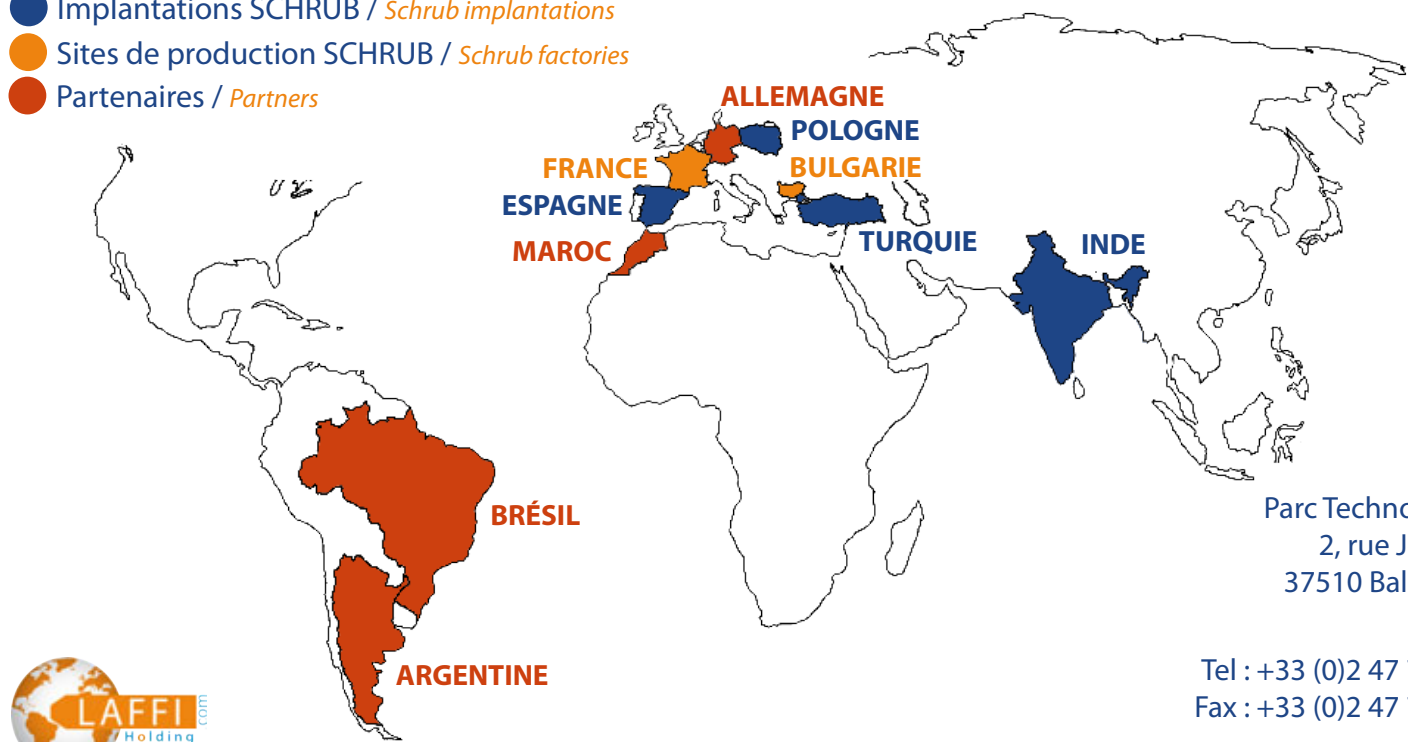 Implantations SCHRUB / Schrub implantations
Sites de production SCHRUB / Schrub factories
Partenaires / Partners
ALLEMAGNE
POLOGNE
FRANCE
BULGARIE
ESPAGNE
MAROC
TURQUIE
INDE
BRÉSIL
ARGENTINE
Parc Techno
2, rue J
37510 Bal
Tel : +33 (0)2 47
Fax : +33 (0)2 47
LAFFI
.com
Holding